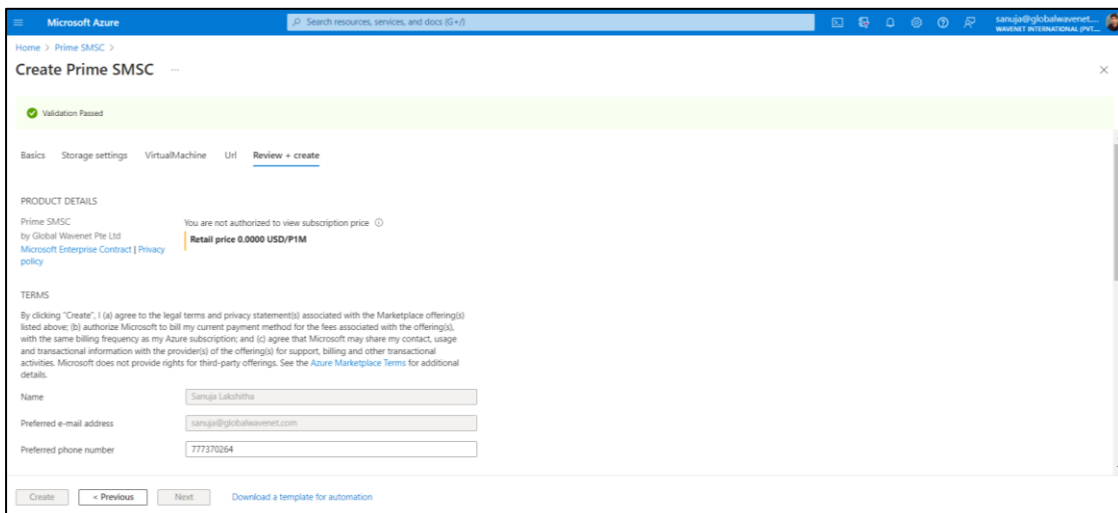 Microsoft Azure
Search resources, services, and docs (G+/)
sanuja@globalwavenet....
WAVENET INTERNATIONAL (PVT....
Home > Prime SMSC >
Create Prime SMSC ...
Validation Passed
Basics Storage settings VirtualMachine Url Review + create
PRODUCT DETAILS
Prime SMSC
by Global Wavenet Pte Ltd
Microsoft Enterprise Contract | Privacy
policy
You are not authorized to view subscription price
Retail price 0.0000 USD/P1M
TERMS
By clicking "Create", I (a) agree to the legal terms and privacy statement(s) associated with the Marketplace offering(s)
listed above; (b) authorize Microsoft to bill my current payment method for the fees associated with the offering(s),
with the same billing frequency as my Azure subscription; and (c) agree that Microsoft may share my contact, usage
and transactional information with the provider(s) of the offering(s) for support, billing and other transactional
activities. Microsoft does not provide rights for third-party offerings. See the Azure Marketplace Terms for additional
details.
Name Sanuja Lakshitha
Preferred e-mail address sanuja@globalwavenet.com
Preferred phone number 777370264
Create < Previous Next Download a template for automation